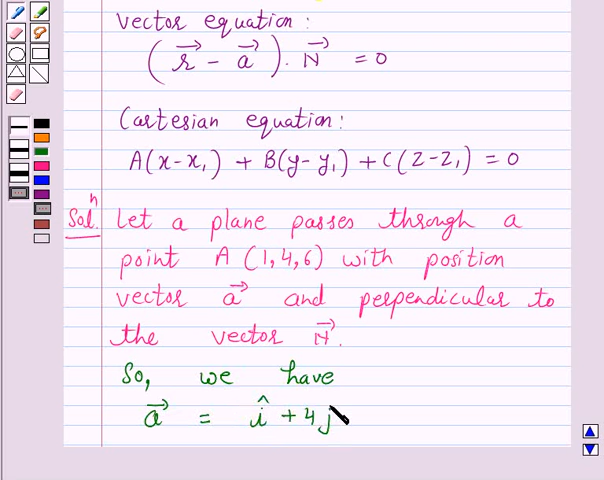 vector equation:
( r⃗ - a⃗ ). N⃗ = 0
Cartesian equation:
A(x-x₁) + B(y-y₁) + C(z-z₁) = 0
Solⁿ. Let a plane passes through a
point A (1,4,6) with position
vector a⃗ and perpendicular to
the vector N⃗.
So, we have
a⃗ = î + 4j